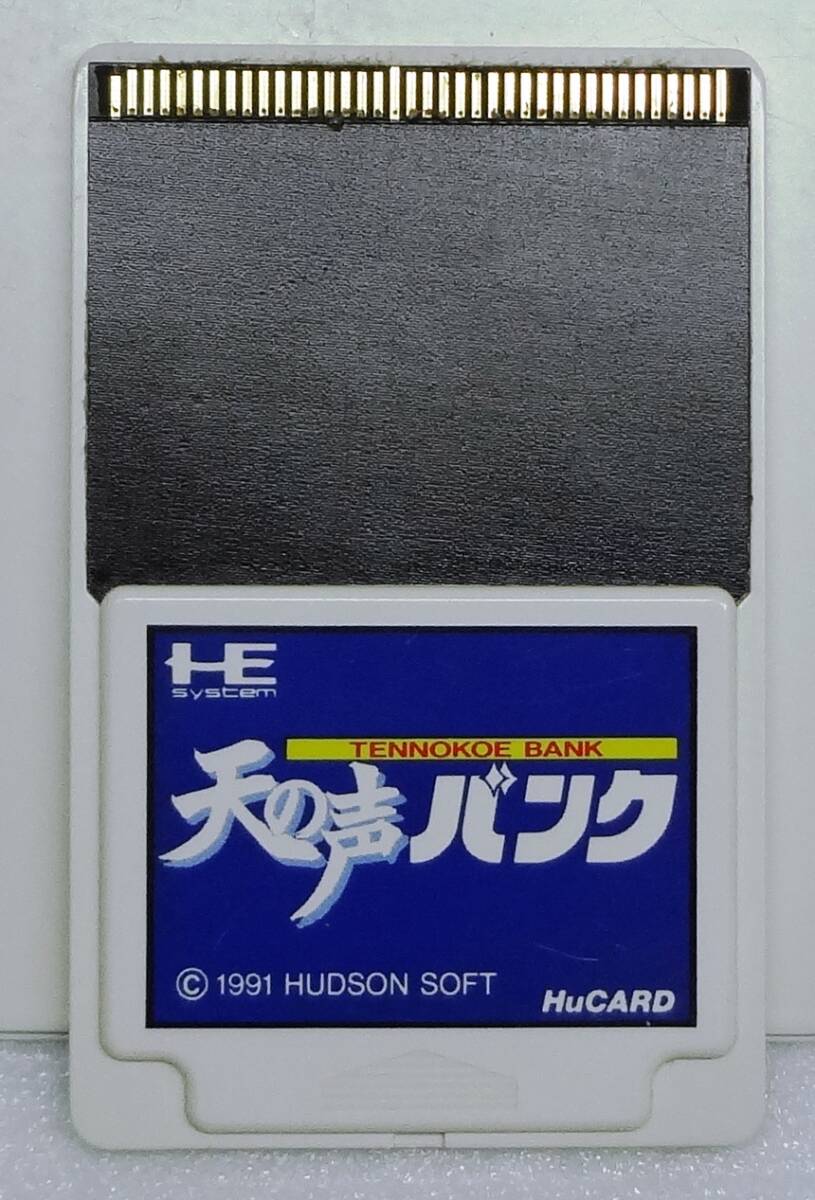 HE
system
TENNOKOE BANK
天の声バンク
© 1991 HUDSON SOFT
HuCARD